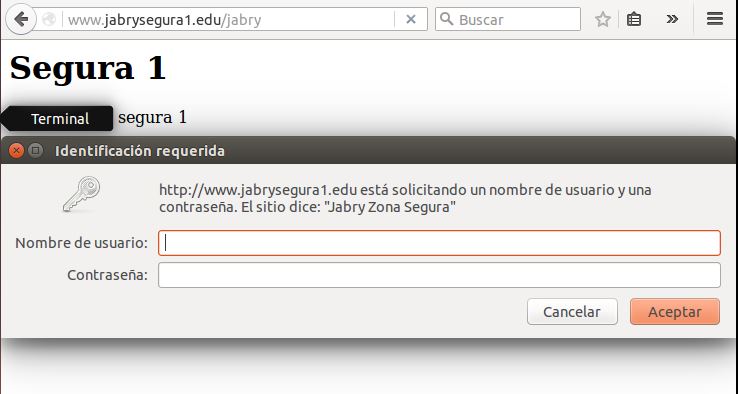 www.jabrysegura1.edu/jabry
Buscar
Segura 1
Terminal
segura 1
Identificación requerida
http://www.jabrysegura1.edu está solicitando un nombre de usuario y una
contraseña. El sitio dice: "Jabry Zona Segura"
Nombre de usuario:
Contraseña:
Cancelar
Aceptar